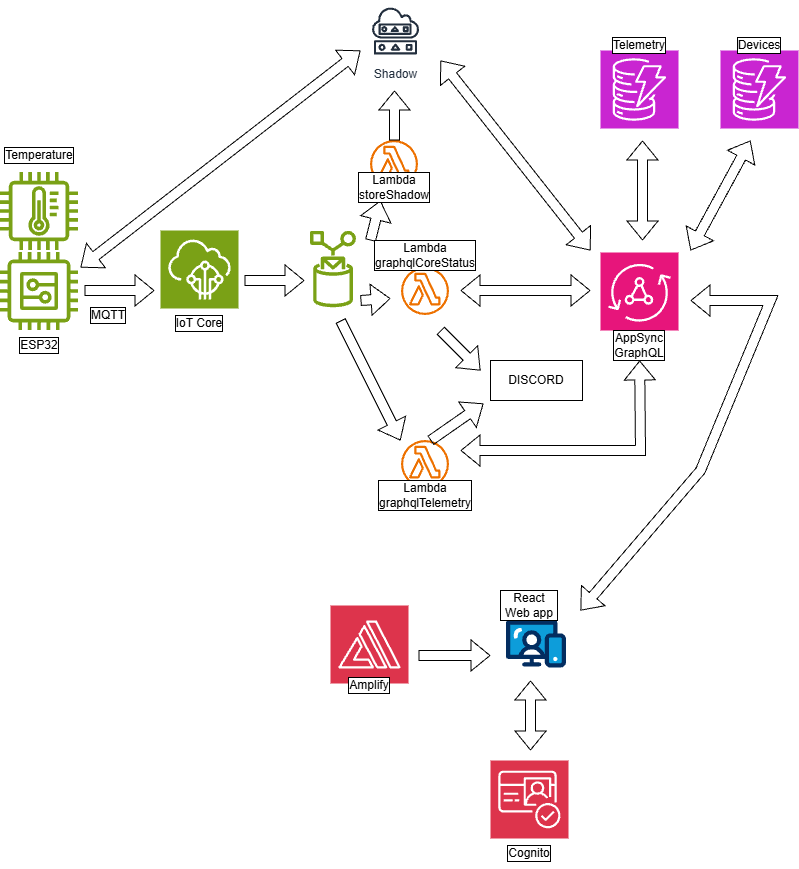 Shadow
Telemetry
Devices
Temperature
Lambda
storeShadow
Lambda
graphqlCoreStatus
MQTT
IoT Core
ESP32
AppSync
GraphQL
DISCORD
Lambda
graphqlTelemetry
React
Web app
Amplify
Cognito